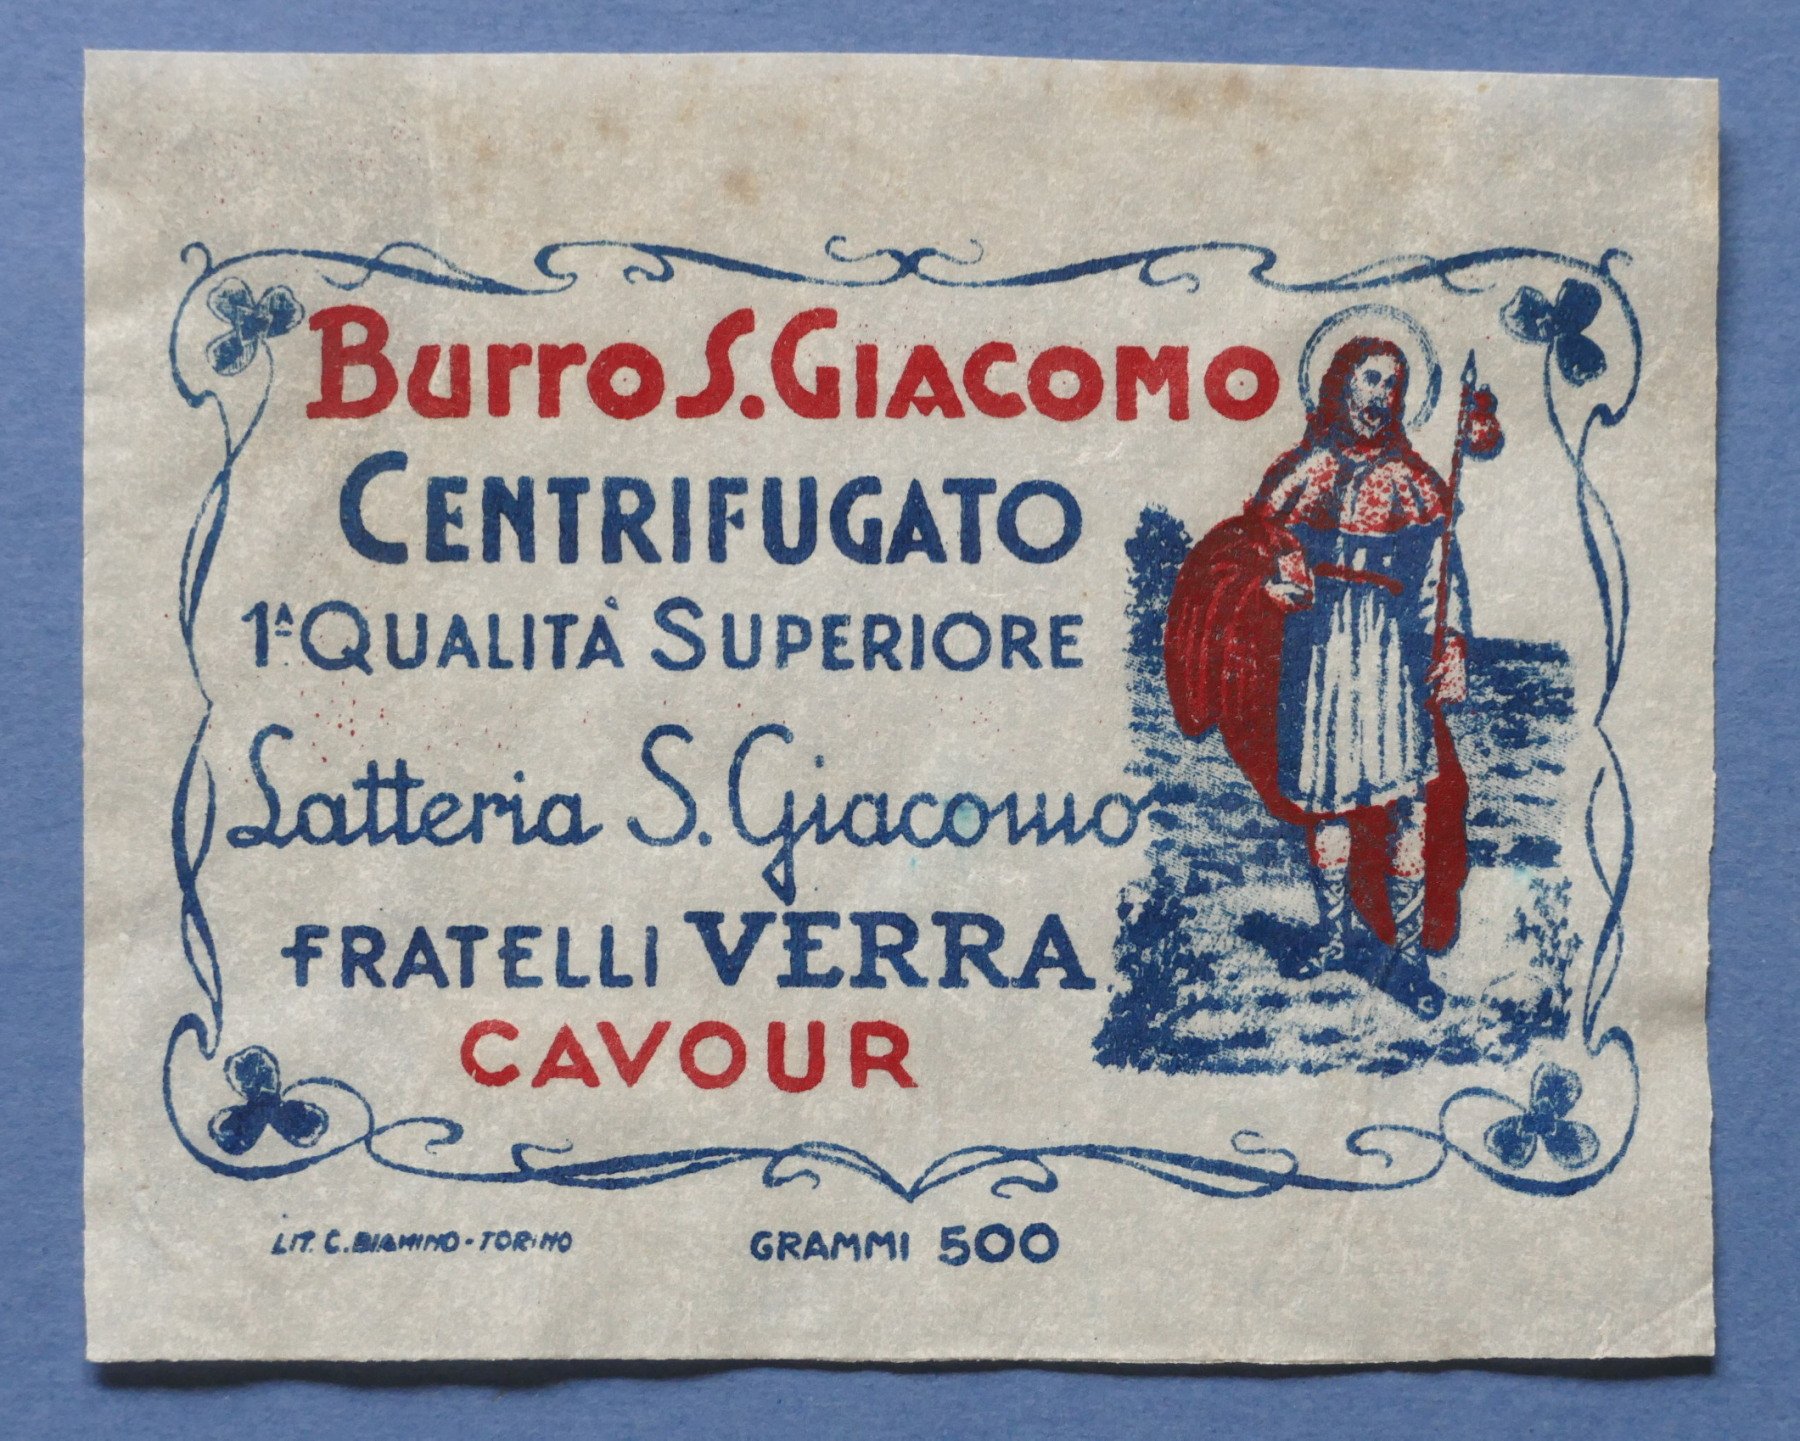 Burro S. Giacomo
CENTRIFUGATO
1ᴬ QUALITÀ SUPERIORE
Latteria S. Giacomo
FRATELLI VERRA
CAVOUR
LIT. C. BIAMINO - TORINO
GRAMMI 500